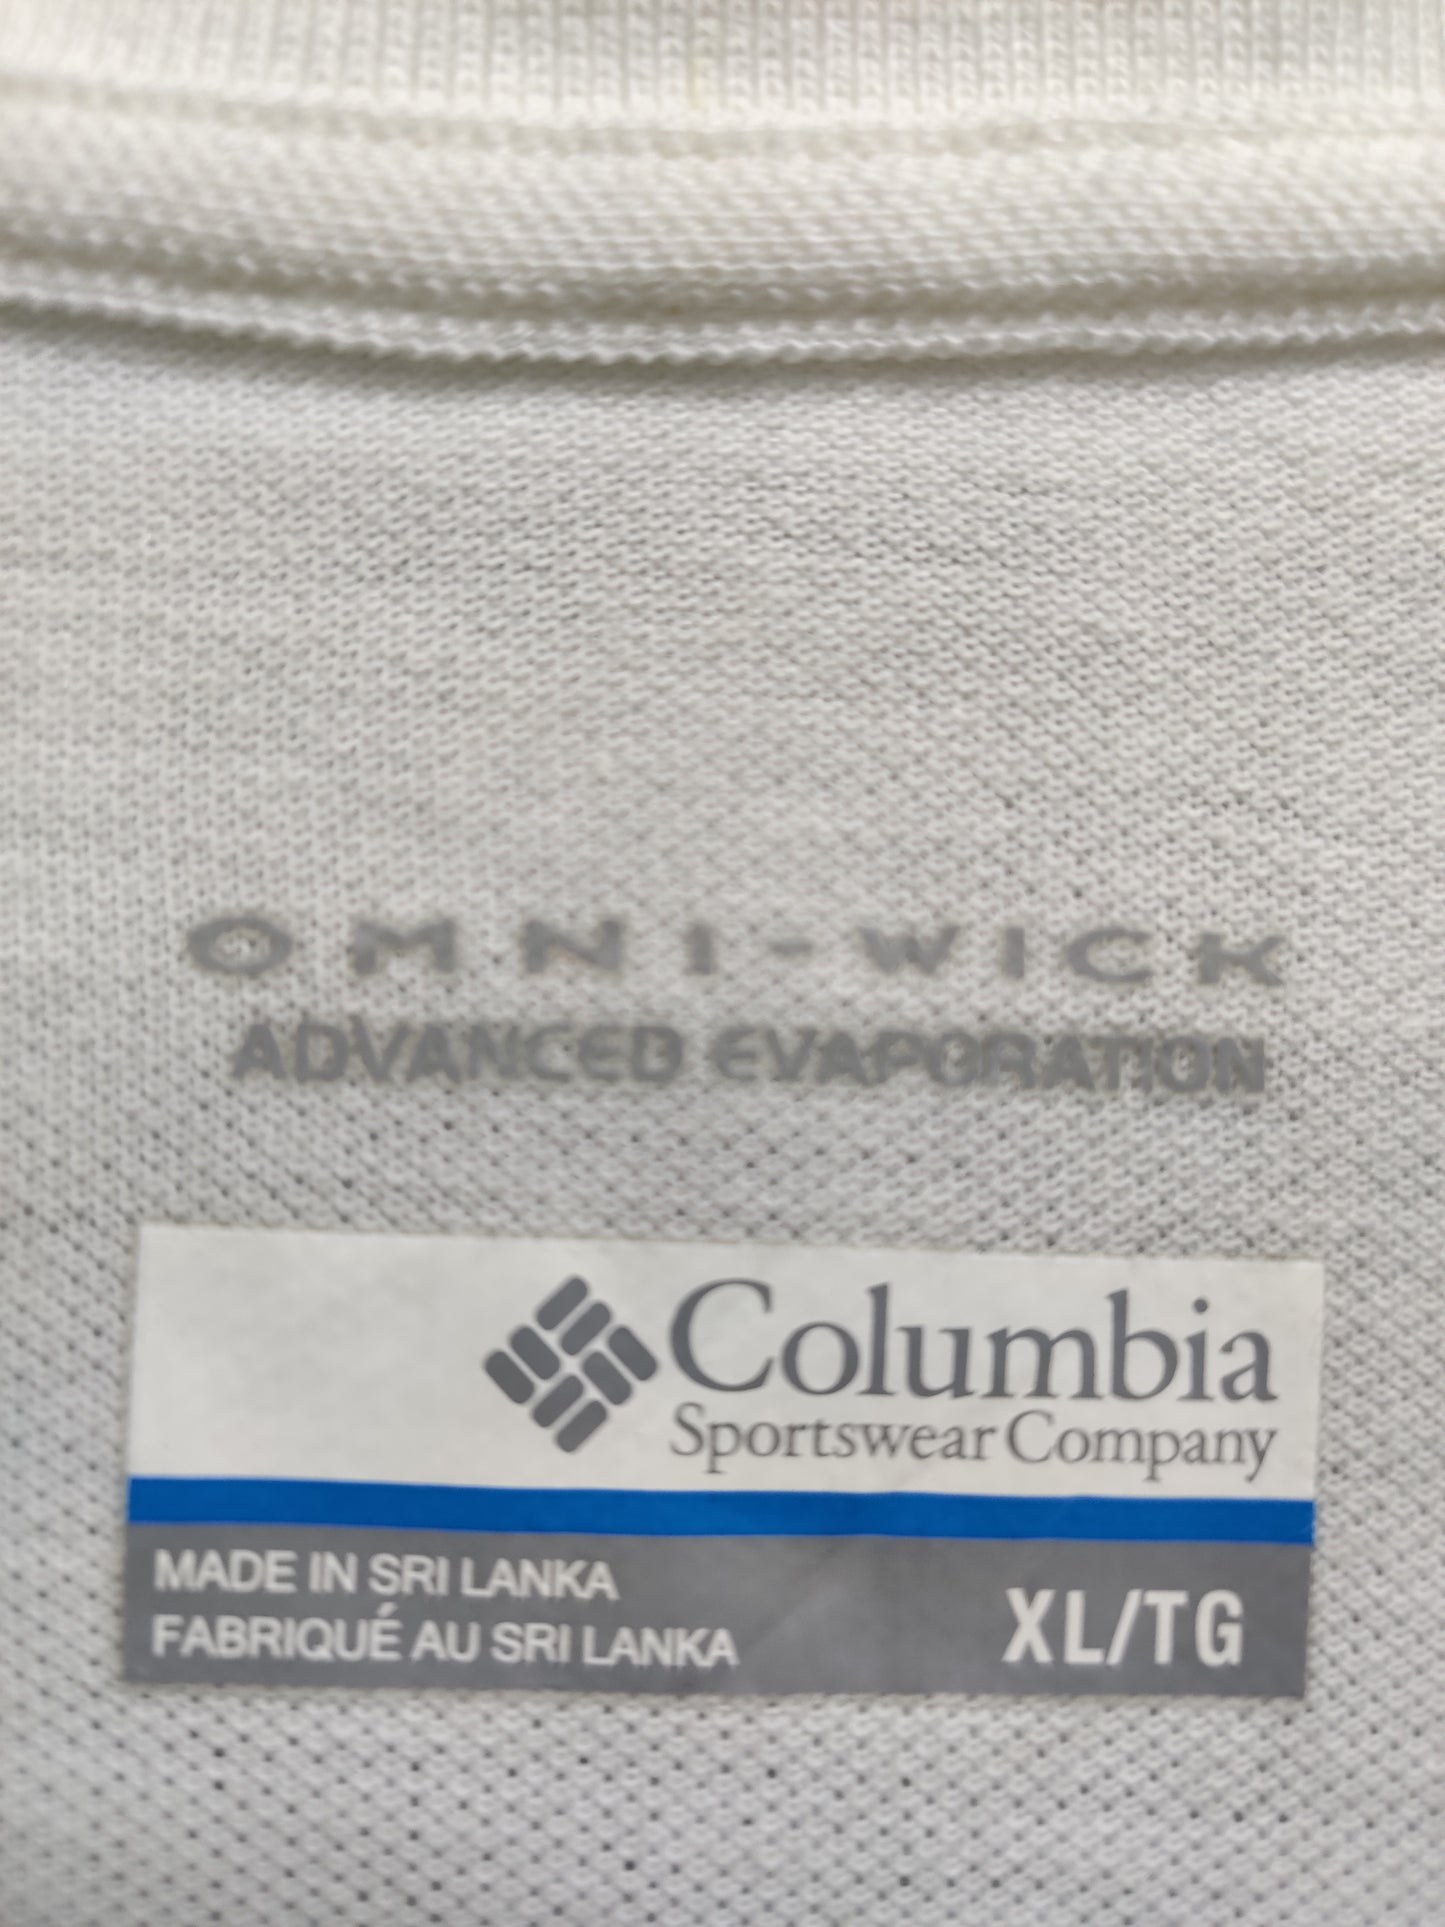 OMNI-WICK
ADVANCED EVAPORATION
Columbia
Sportswear Company
MADE IN SRI LANKA
FABRIQUÉ AU SRI LANKA
XL/TG